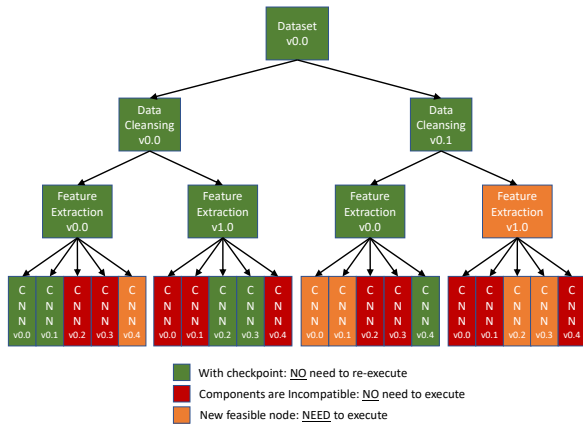 Dataset
v0.0
Data
Cleansing
v0.0
Data
Cleansing
v0.1
Feature
Extraction
v0.0
Feature
Extraction
v1.0
Feature
Extraction
v0.0
Feature
Extraction
v1.0
C C C C C C C C C C C C C C C C C C C C
N N N N N N N N N N N N N N N N N N N N
N N N N N N N N N N N N N N N N N N N N
v0.0 v0.1 v0.2 v0.3 v0.4 v0.0 v0.1 v0.2 v0.3 v0.4 v0.0 v0.1 v0.2 v0.3 v0.4 v0.0 v0.1 v0.2 v0.3 v0.4
With checkpoint: NO need to re-execute
Components are Incompatible: NO need to execute
New feasible node: NEED to execute